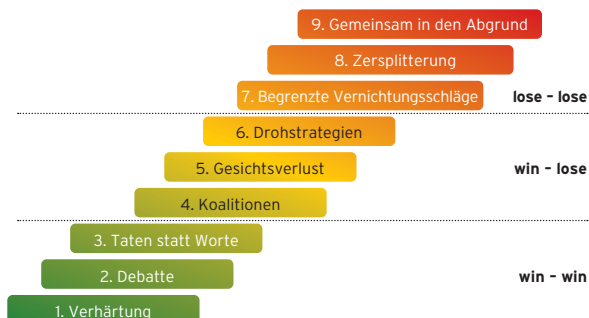 9. Gemeinsam in den Abgrund
8. Zersplitterung
7. Begrenzte Vernichtungsschläge lose – lose
6. Drohstrategien
5. Gesichtsverlust win – lose
4. Koalitionen
3. Taten statt Worte
2. Debatte win – win
1. Verhärtung